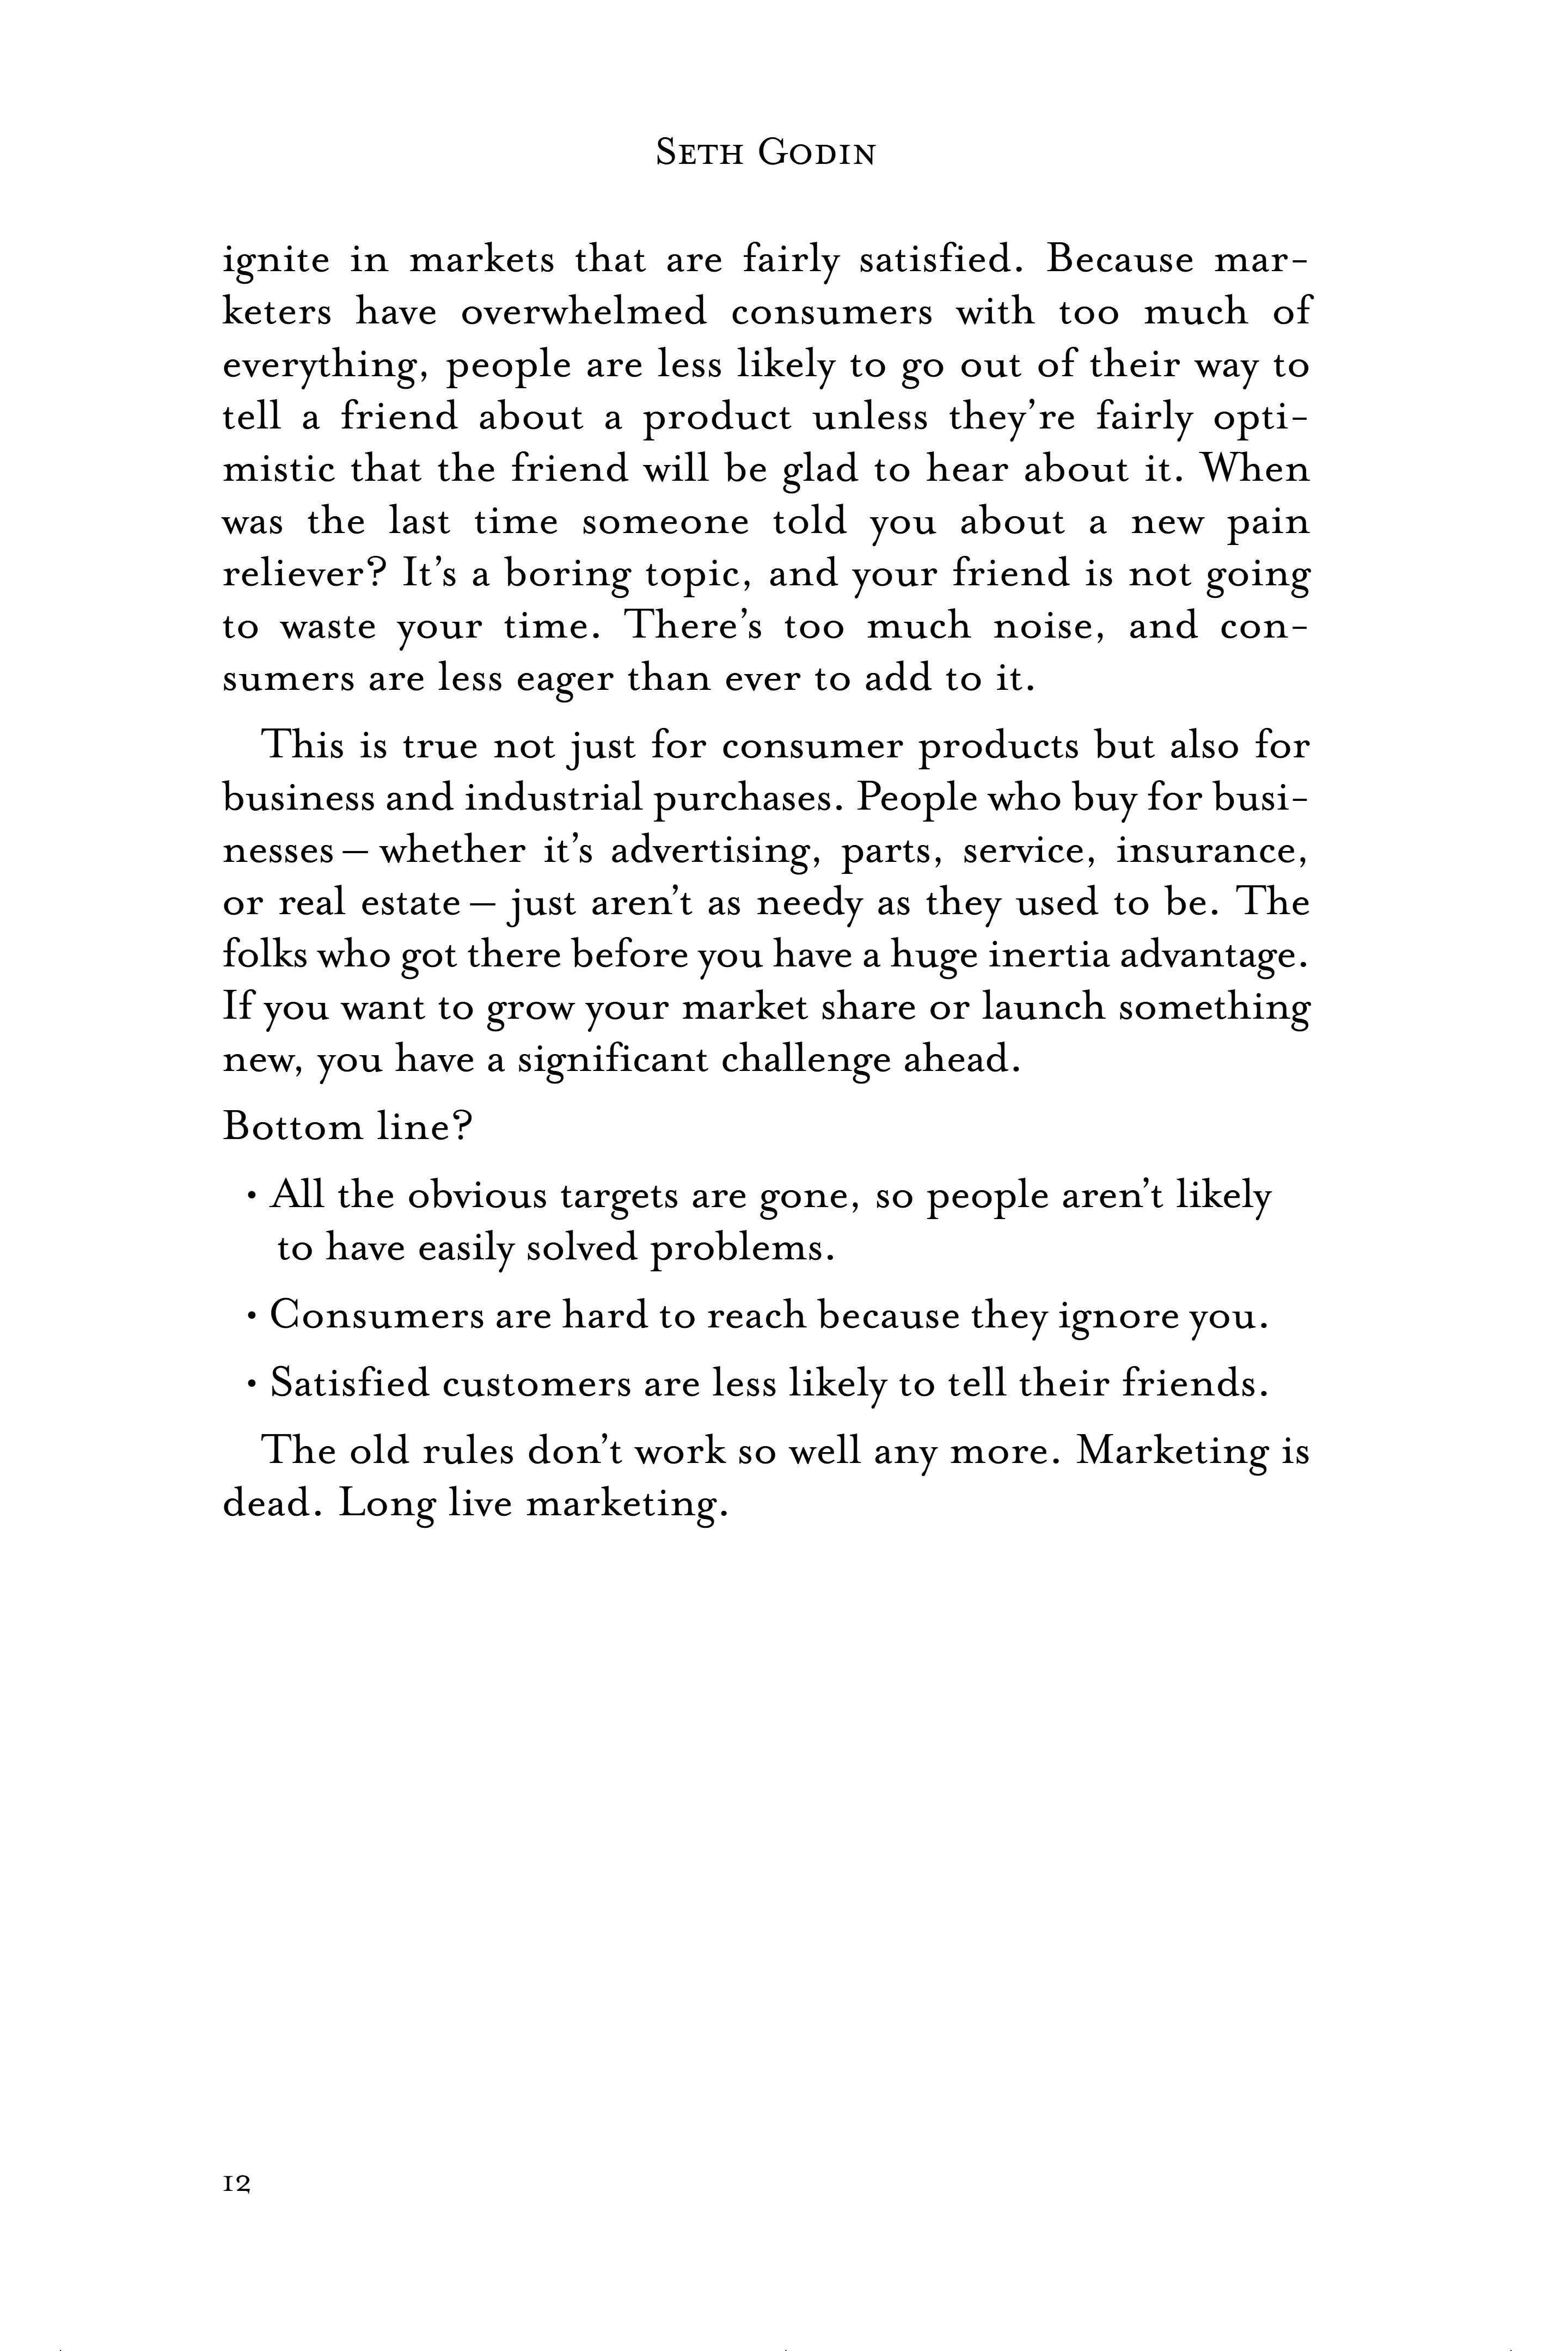 Seth Godin
ignite in markets that are fairly satisfied. Because mar-
keters have overwhelmed consumers with too much of
everything, people are less likely to go out of their way to
tell a friend about a product unless they’re fairly opti-
mistic that the friend will be glad to hear about it. When
was the last time someone told you about a new pain
reliever? It’s a boring topic, and your friend is not going
to waste your time. There’s too much noise, and con-
sumers are less eager than ever to add to it.
This is true not just for consumer products but also for
business and industrial purchases. People who buy for busi-
nesses – whether it’s advertising, parts, service, insurance,
or real estate – just aren’t as needy as they used to be. The
folks who got there before you have a huge inertia advantage.
If you want to grow your market share or launch something
new, you have a significant challenge ahead.
Bottom line?
• All the obvious targets are gone, so people aren’t likely
to have easily solved problems.
• Consumers are hard to reach because they ignore you.
• Satisfied customers are less likely to tell their friends.
The old rules don’t work so well any more. Marketing is
dead. Long live marketing.
12